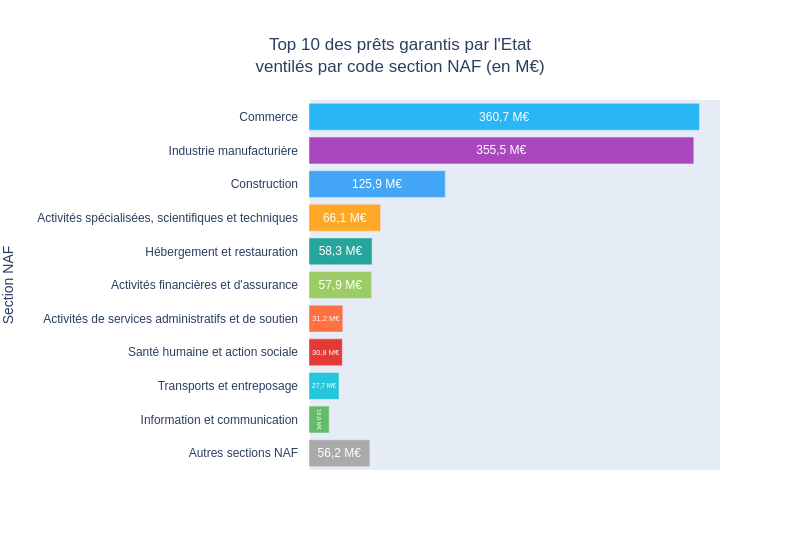 Top 10 des prêts garantis par l'Etat
ventilés par code section NAF (en M€)
Section NAF
Commerce 360,7 M€
Industrie manufacturière 355,5 M€
Construction 125,9 M€
Activités spécialisées, scientifiques et techniques 66,1 M€
Hébergement et restauration 58,3 M€
Activités financières et d'assurance 57,9 M€
Activités de services administratifs et de soutien 31,2 M€
Santé humaine et action sociale 30,8 M€
Transports et entreposage 27,7 M€
Information et communication
Autres sections NAF 56,2 M€